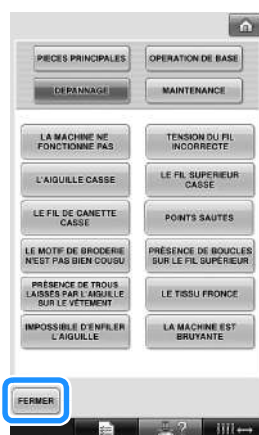 PIECES PRINCIPALES
OPERATION DE BASE
DEPANNAGE
MAINTENANCE
LA MACHINE NE
FONCTIONNE PAS
TENSION DU FIL
INCORRECTE
L'AIGUILLE CASSE
LE FIL SUPERIEUR
CASSE
LE FIL DE CANETTE
CASSE
POINTS SAUTES
LE MOTIF DE BRODERIE
N'EST PAS BIEN COUSU
PRÉSENCE DE BOUCLES
SUR LE FIL SUPÉRIEUR
PRÉSENCE DE TROUS
LAISSÉS PAR L'AIGUILLE
SUR LE VÊTEMENT
LE TISSU FRONCE
IMPOSSIBLE D'ENFILER
L'AIGUILLE
LA MACHINE EST
BRUYANTE
FERMER
?